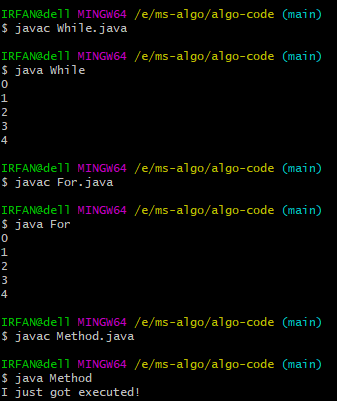 IRFAN@dell MINGW64 /e/ms-algo/algo-code (main)
$ javac While.java
IRFAN@dell MINGW64 /e/ms-algo/algo-code (main)
$ java While
0
1
2
3
4
IRFAN@dell MINGW64 /e/ms-algo/algo-code (main)
$ javac For.java
IRFAN@dell MINGW64 /e/ms-algo/algo-code (main)
$ java For
0
1
2
3
4
IRFAN@dell MINGW64 /e/ms-algo/algo-code (main)
$ javac Method.java
IRFAN@dell MINGW64 /e/ms-algo/algo-code (main)
$ java Method
I just got executed!